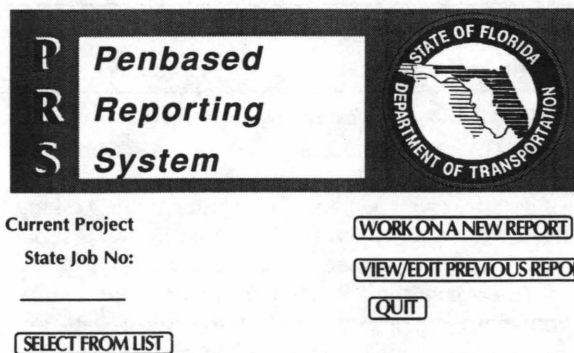 P Penbased
R Reporting
S System
STATE OF FLORIDA
DEPARTMENT OF TRANSPORTATION
Current Project
State Job No:
SELECT FROM LIST
WORK ON A NEW REPORT
VIEW/EDIT PREVIOUS REPO
QUIT